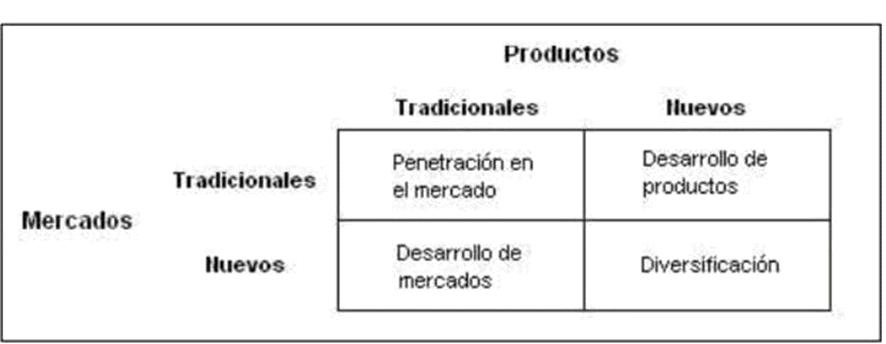 Productos
Tradicionales
Nuevos
Tradicionales
Penetración en
el mercado
Desarrollo de
productos
Mercados
Nuevos
Desarrollo de
mercados
Diversificación